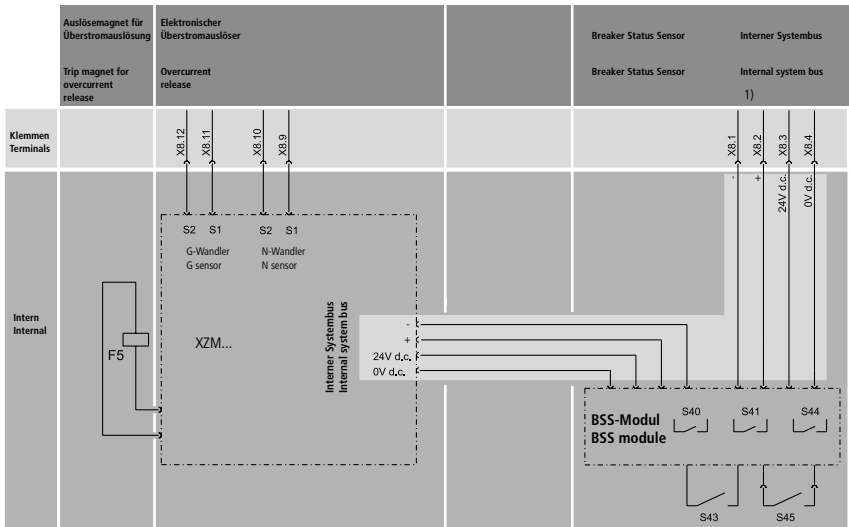 Auslösemagnet für
Überstromauslösung
Elektronischer
Überstromauslöser
Breaker Status Sensor
Interner Systembus
Trip magnet for
overcurrent
release
Overcurrent
release
Breaker Status Sensor
Internal system bus
1)
Klemmen
Terminals
X8.12
X8.11
X8.10
X8.9
X8.1
X8.2
X8.3
X8.4
-
+
24V d.c.
0V d.c.
S2 S1
S2 S1
G-Wandler
G sensor
N-Wandler
N sensor
Intern
Internal
F5
XZM...
Interner Systembus
Internal system bus
-
+
24V d.c.
0V d.c.
BSS-Modul
BSS module
S40
S41
S44
S43
S45